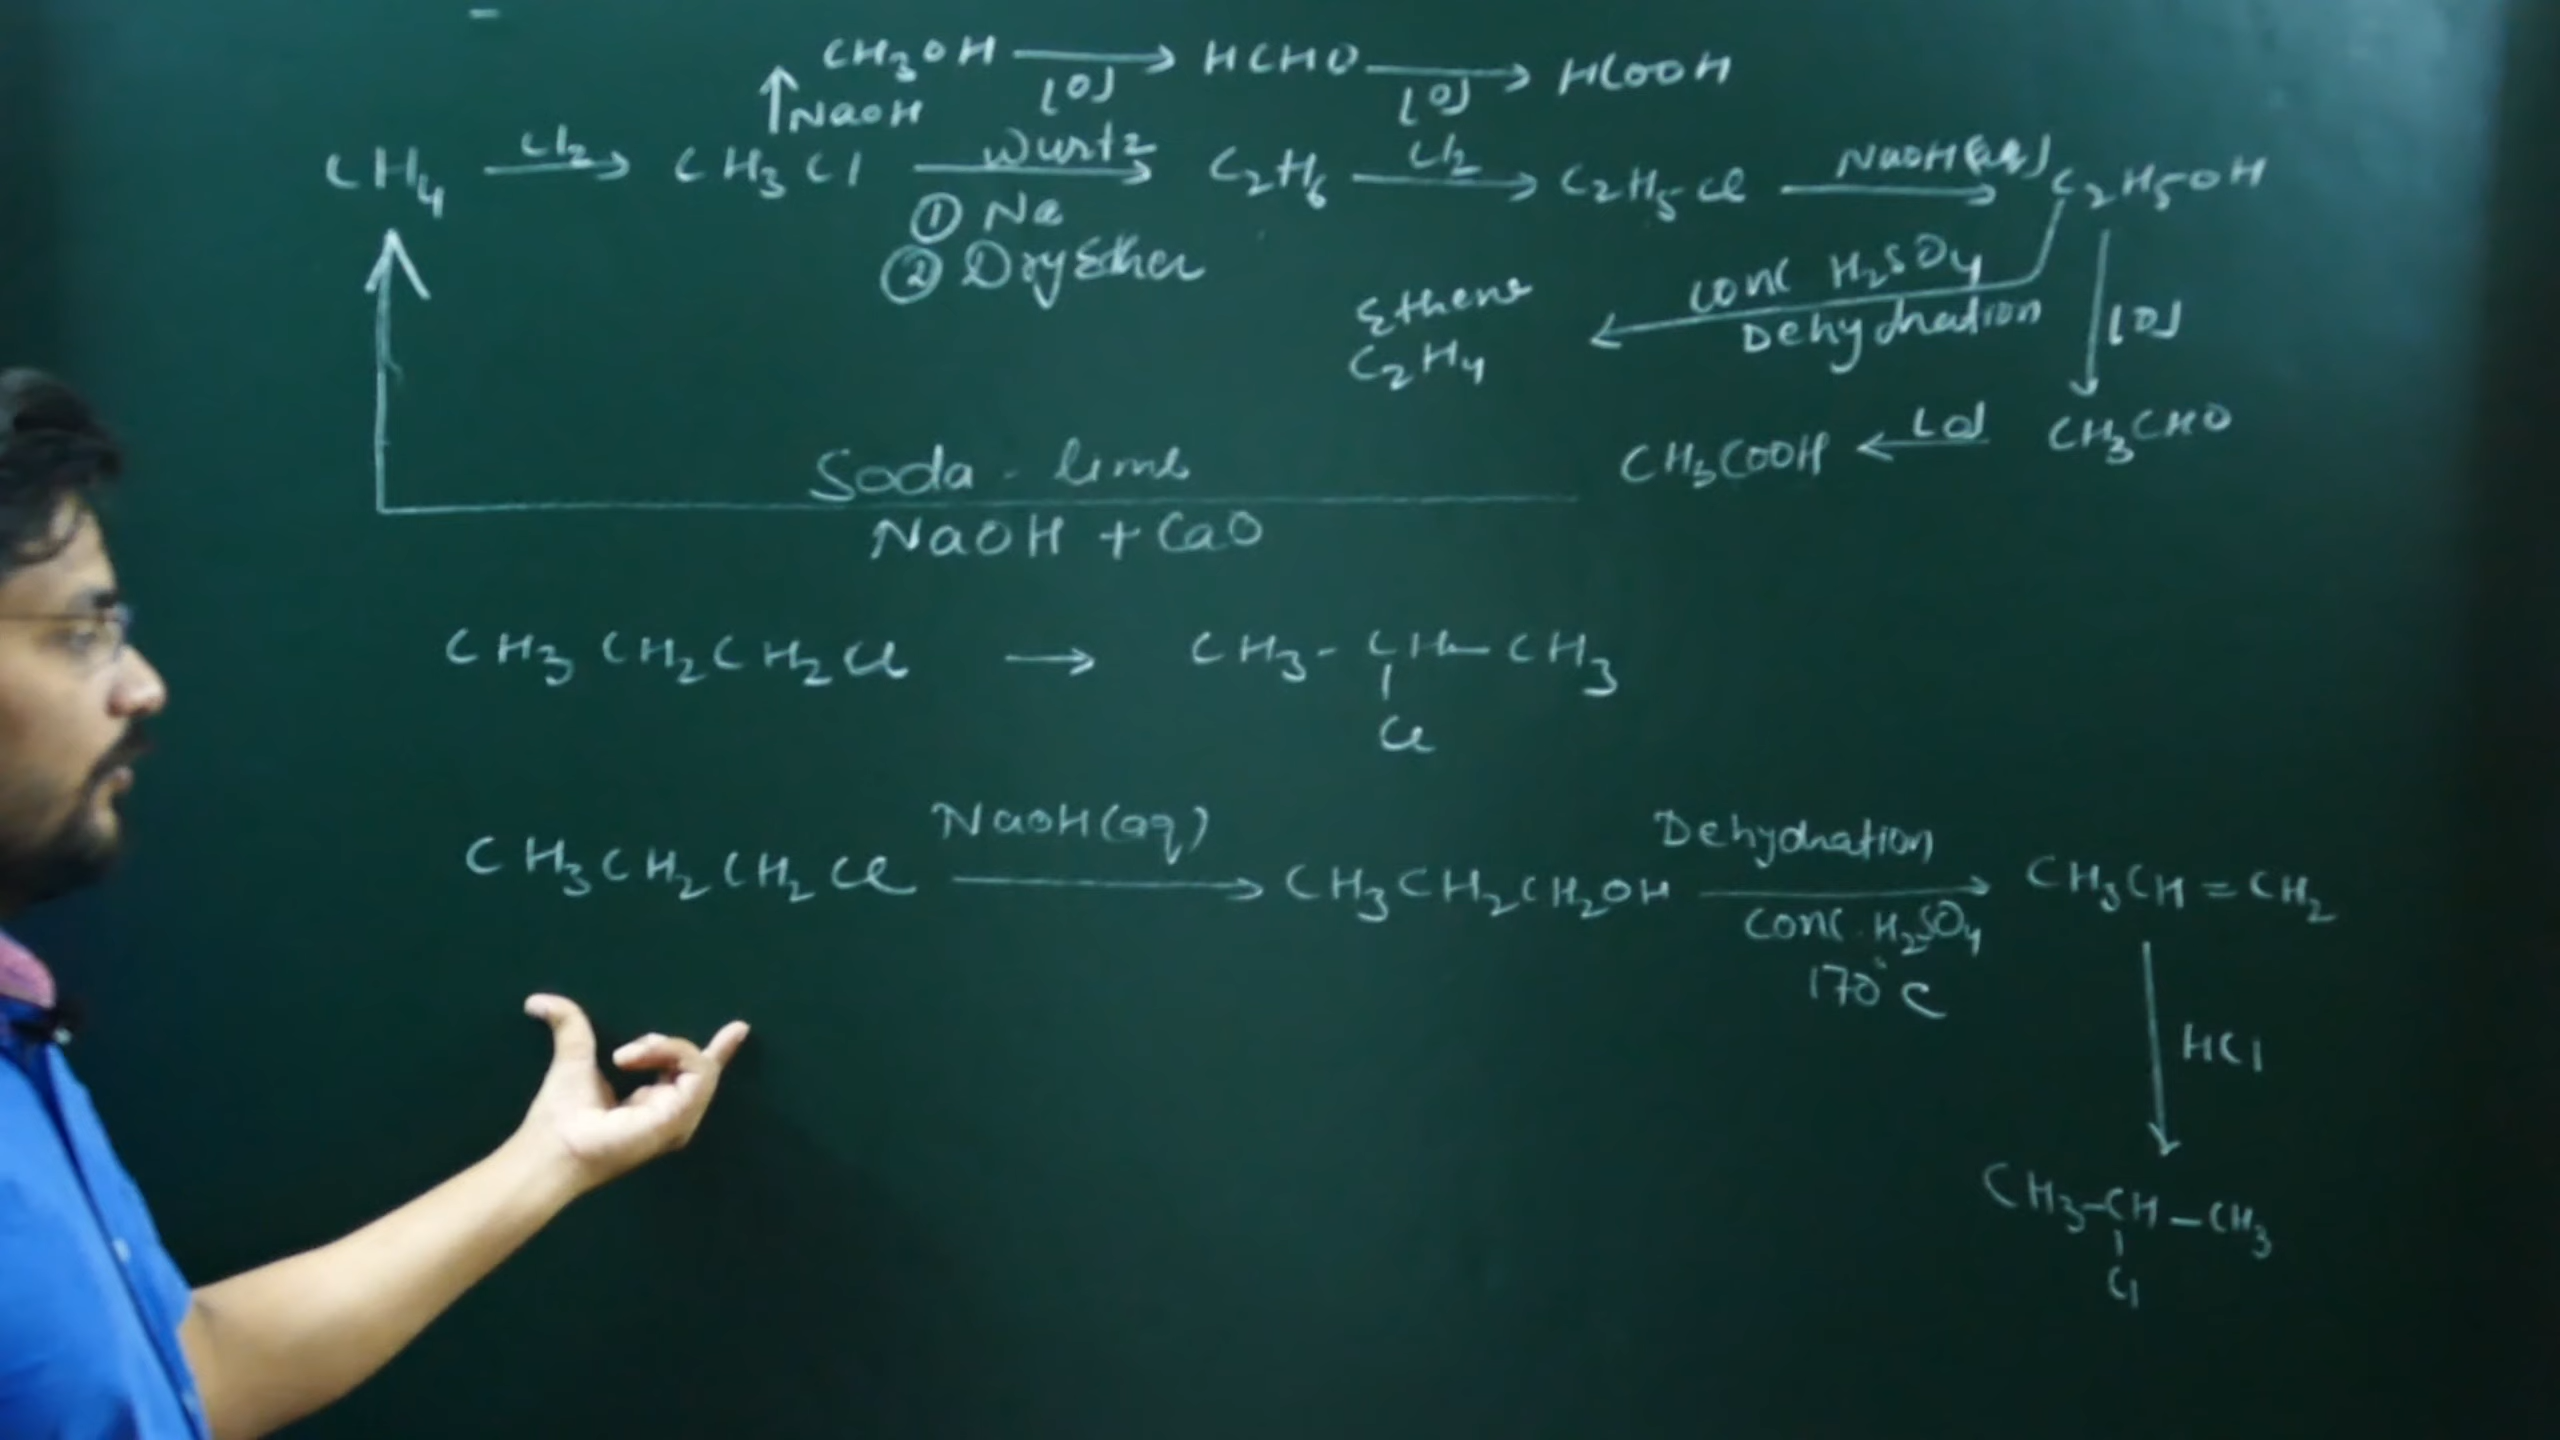 CH3OH → [O] HCHO → [O] HCOOH
↑ NaOH
CH4 → Cl2 CH3Cl → Wurtz C2H6 → Cl2 C2H5Cl → NaOH(aq) C2H5OH
① Na
② Dry Ether
conc H2SO4
Dehydration
Ethene
C2H4
[O]
CH3COOH ← [O] CH3CHO
Soda - lime
NaOH + CaO
CH3CH2CH2Cl → CH3-CH-CH3
Cl
CH3CH2CH2Cl → NaOH(aq) CH3CH2CH2OH → Dehydration CH3CH=CH2
conc. H2SO4
170°C
HCl
CH3-CH-CH3
Cl